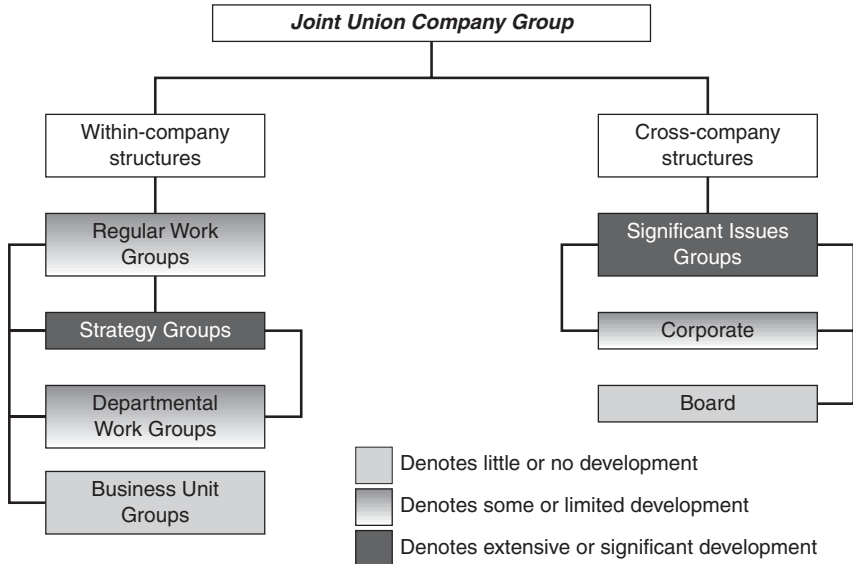 Joint Union Company Group
Within-company
structures
Cross-company
structures
Regular Work
Groups
Significant Issues
Groups
Strategy Groups
Corporate
Departmental
Work Groups
Board
Business Unit
Groups
Denotes little or no development
Denotes some or limited development
Denotes extensive or significant development